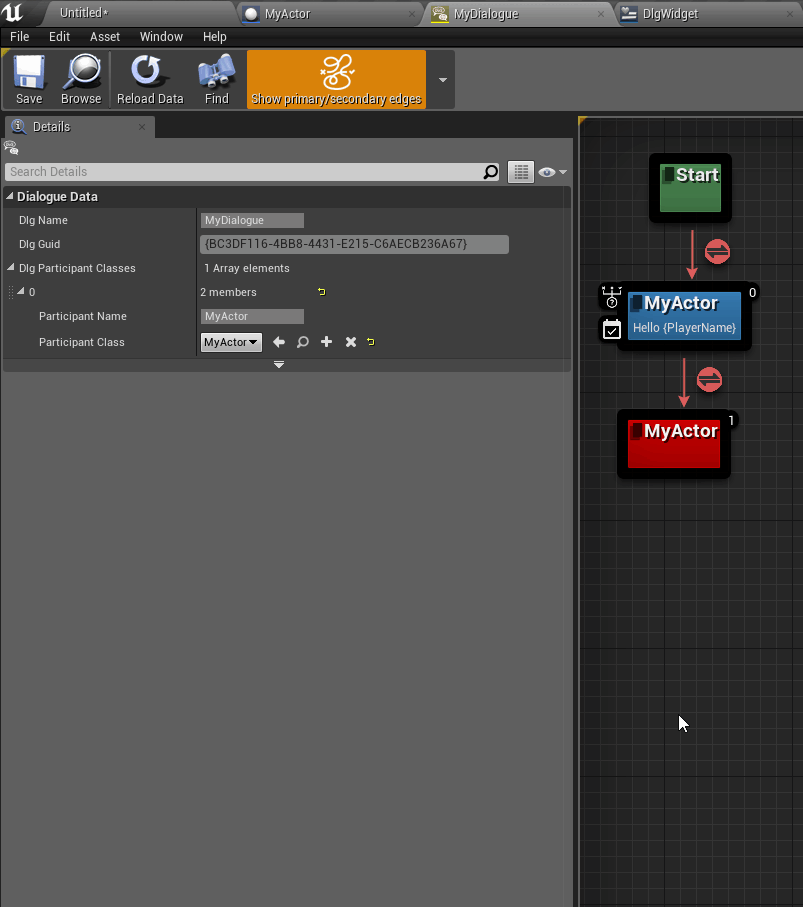 Untitled*
MyActor
MyDialogue
DlgWidget
File Edit Asset Window Help
Save Browse Reload Data Find Show primary/secondary edges
Details
Search Details
Dialogue Data
Dlg Name MyDialogue
Dlg Guid {BC3DF116-4BB8-4431-E215-C6AECB236A67}
Dlg Participant Classes 1 Array elements
0 2 members
Participant Name MyActor
Participant Class MyActor
Start
0
MyActor
Hello {PlayerName}
1
MyActor